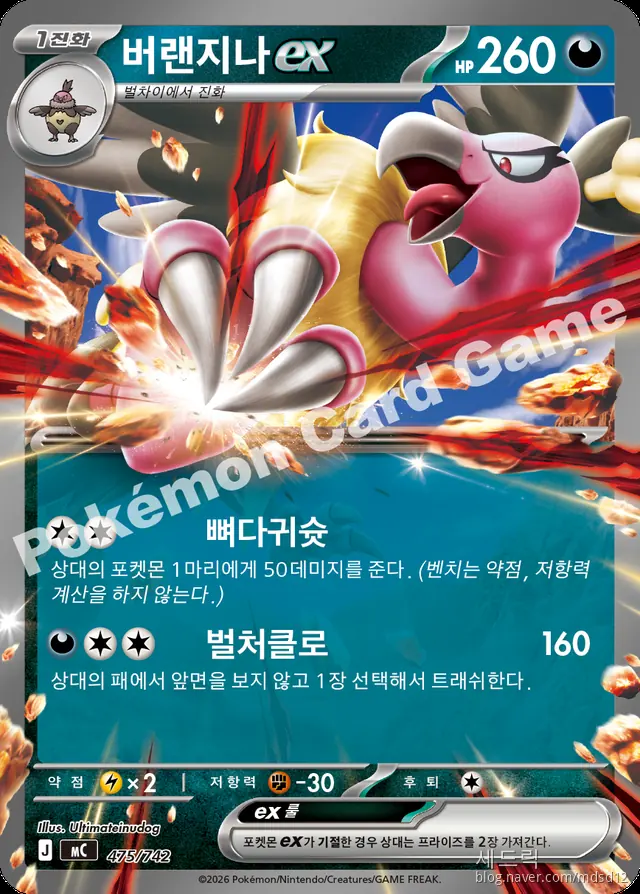 1진화
버랜지나 ex
HP 260
벌차이에서 진화
Pokémon Card Game
뼈다귀슛
상대의 포켓몬 1마리에게 50데미지를 준다. (벤치는 약점, 저항력
계산을 하지 않는다.)
벌처클로 160
상대의 패에서 앞면을 보지 않고 1장 선택해서 트래쉬한다.
약점 ×2 저항력 -30 후퇴
ex 룰
포켓몬 ex가 기절한 경우 상대는 프라이즈를 2장 가져간다.
Illus. Ultimateinudog
J MC 475/742
©2026 Pokémon/Nintendo/Creatures/GAME FREAK.
세드릭
blog.naver.com/mdsd12